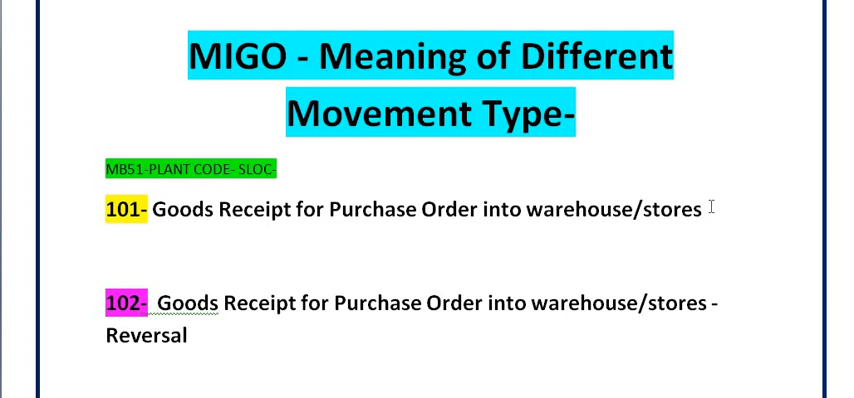 MIGO - Meaning of Different
Movement Type-
MB51-PLANT CODE- SLOC-
101- Goods Receipt for Purchase Order into warehouse/stores
102-  Goods Receipt for Purchase Order into warehouse/stores -
Reversal